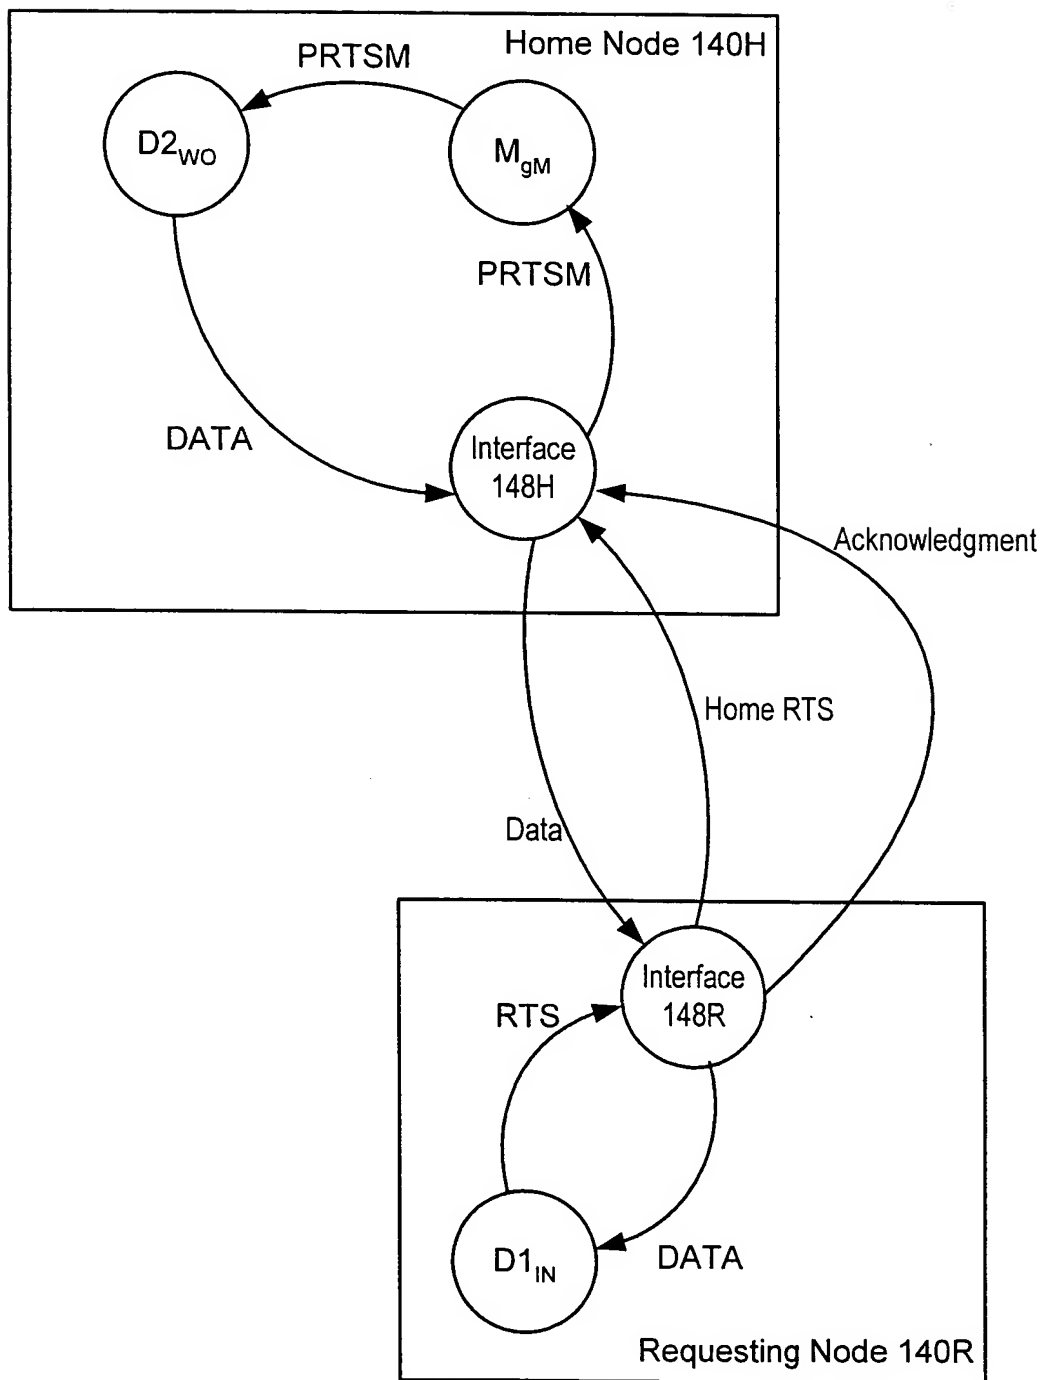 Home Node 140H
PRTSM
D2WO
MgM
PRTSM
DATA
Interface
148H
Acknowledgment
Home RTS
Data
Interface
148R
RTS
D1IN
DATA
Requesting Node 140R